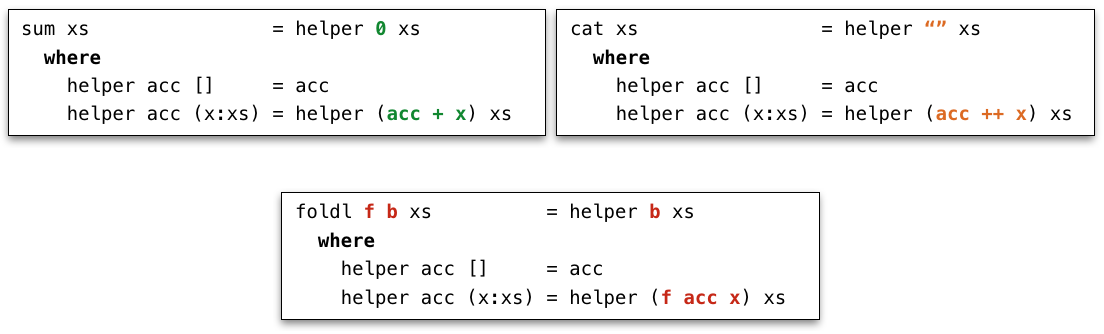 sum xs = helper 0 xs
where
helper acc [] = acc
helper acc (x:xs) = helper (acc + x) xs
cat xs = helper “” xs
where
helper acc [] = acc
helper acc (x:xs) = helper (acc ++ x) xs
foldl f b xs = helper b xs
where
helper acc [] = acc
helper acc (x:xs) = helper (f acc x) xs